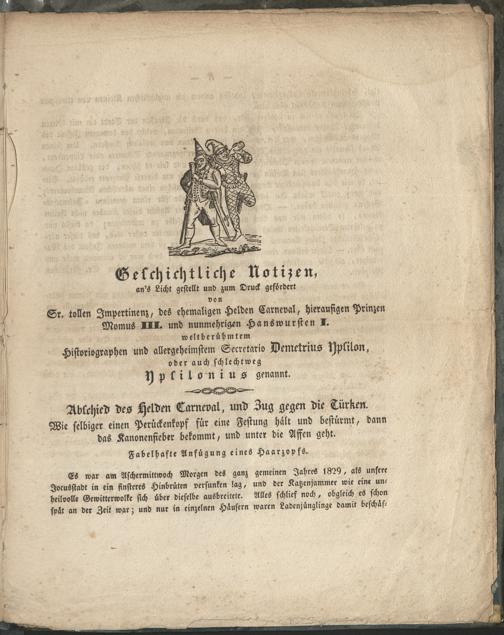 Geschichtliche Notizen,
an's Licht gestellt und zum Druck gefördert
von
Sr. tollen Impertinenz, des ehemaligen Helden Carneval, hieraufigen Prinzen
Momus III. und nunmehrigen Hanswursten I.
weltberühmtem
Historiographen und allergeheimstem Secretario Demetrius Ypsilon,
oder auch schlechtweg
Ypsilonius genannt.
Abschied des Helden Carneval, und Zug gegen die Türken.
Wie selbiger einen Perückenkopf für eine Festung hält und bestürmt, dann
das Kanonenfieber bekommt, und unter die Affen geht.
Fabelhafte Anfügung eines Haarzopfs.
Es war am Aschermittwoch Morgen des ganz gemeinen Jahres 1829, als unsere
Jocusstadt in ein finsteres Hinbrüten versunken lag, und der Katzenjammer wie eine un-
heilvolle Gewitterwolke sich über dieselbe ausbreitete. Alles schlief noch, obgleich es schon
spät an der Zeit war; und nur in einzelnen Häusern waren Ladenjünglinge damit beschäf-